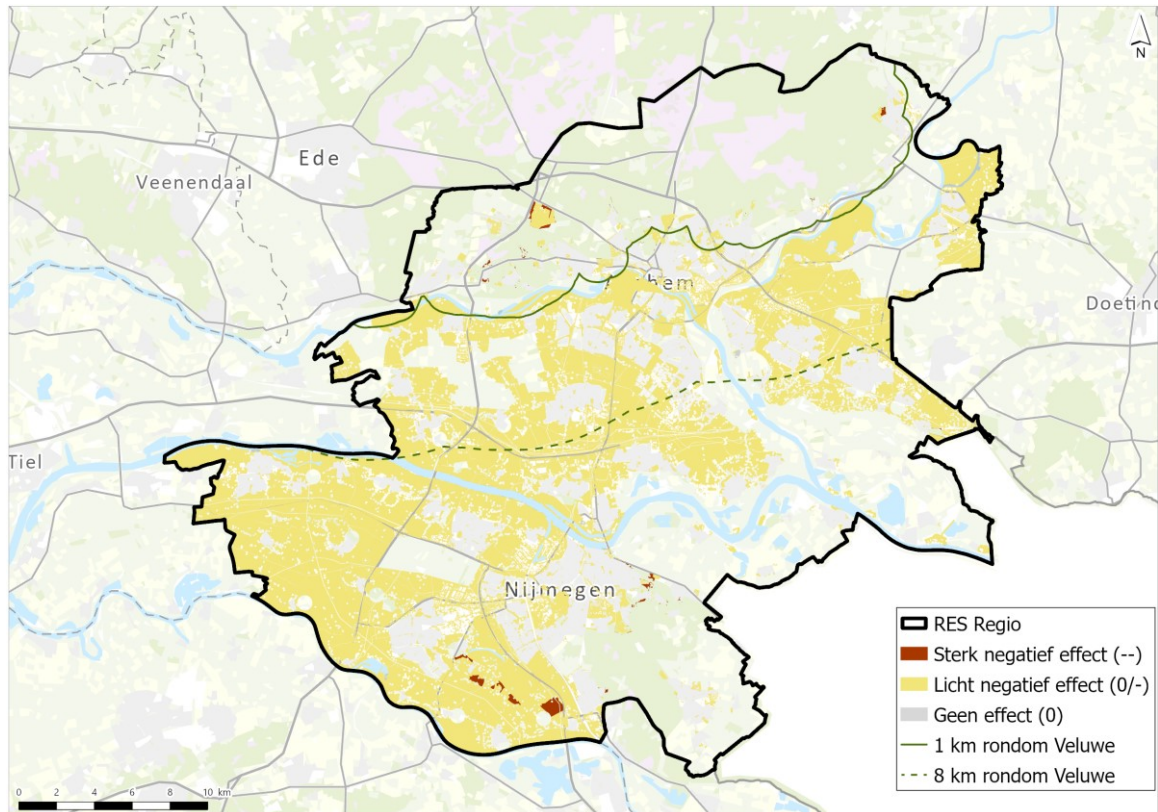 N
Ede
Veenendaal
Doetinc
Tiel
Nijmegen
RES Regio
Sterk negatief effect (--)
Licht negatief effect (0/-)
Geen effect (0)
1 km rondom Veluwe
8 km rondom Veluwe
0 2 4 6 8 10 km